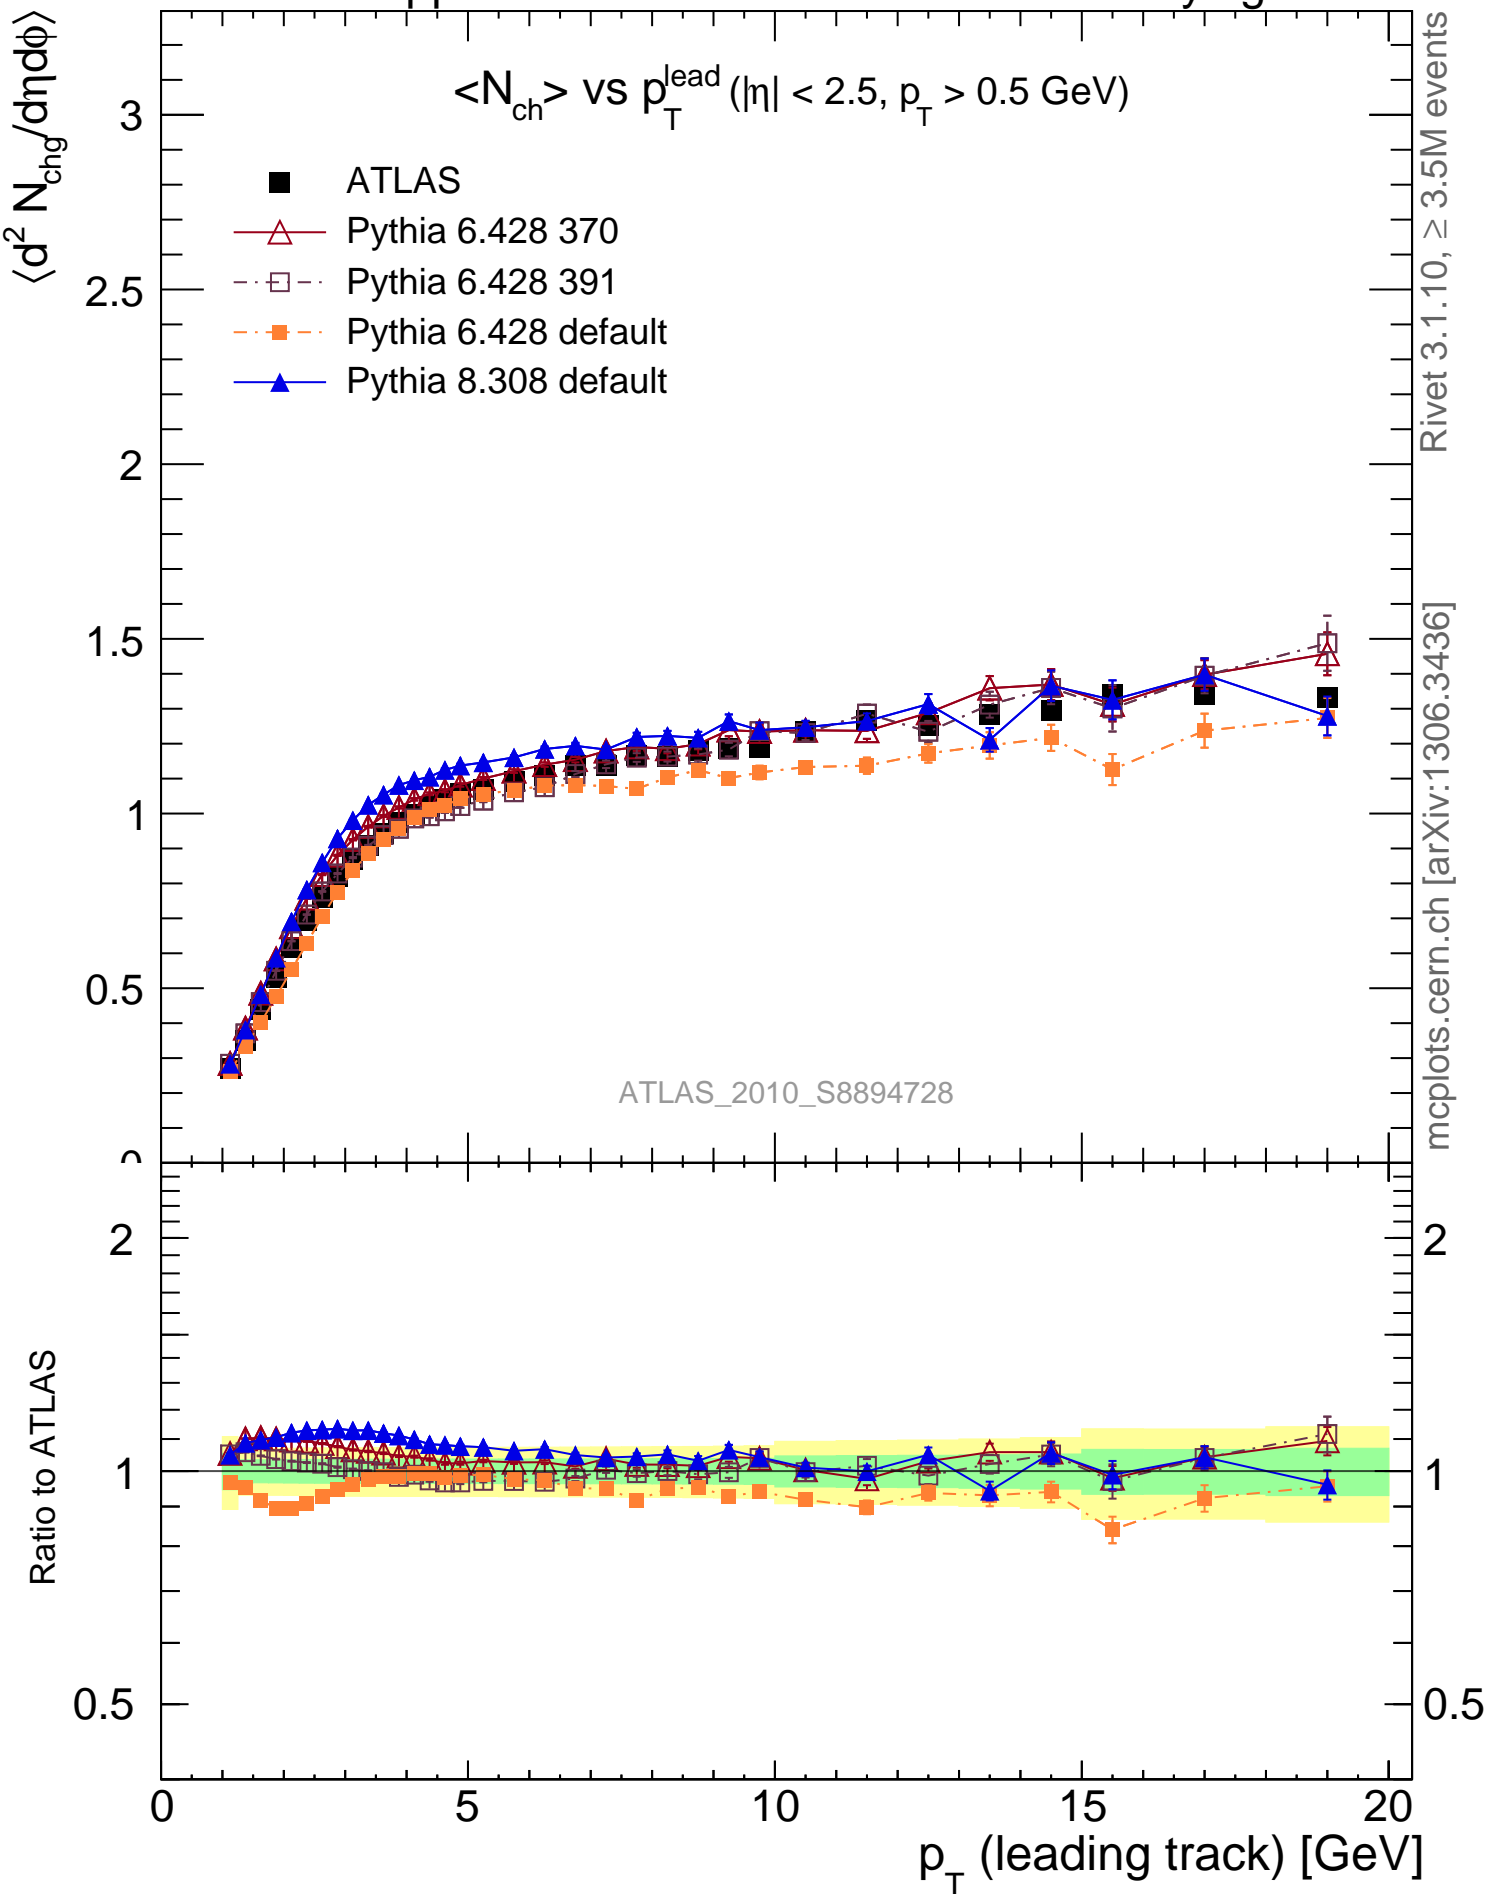 <N_ch> vs p_T^lead (|η| < 2.5, p_T > 0.5 GeV)
⟨d² N_chg/dηdϕ⟩
ATLAS
Pythia 6.428 370
Pythia 6.428 391
Pythia 6.428 default
Pythia 8.308 default
3
2.5
2
1.5
1
0.5
0
ATLAS_2010_S8894728
Rivet 3.1.10, ≥ 3.5M events
mcplots.cern.ch [arXiv:1306.3436]
Ratio to ATLAS
2
1
0.5
2
1
0.5
0 5 10 15 20
p_T (leading track) [GeV]